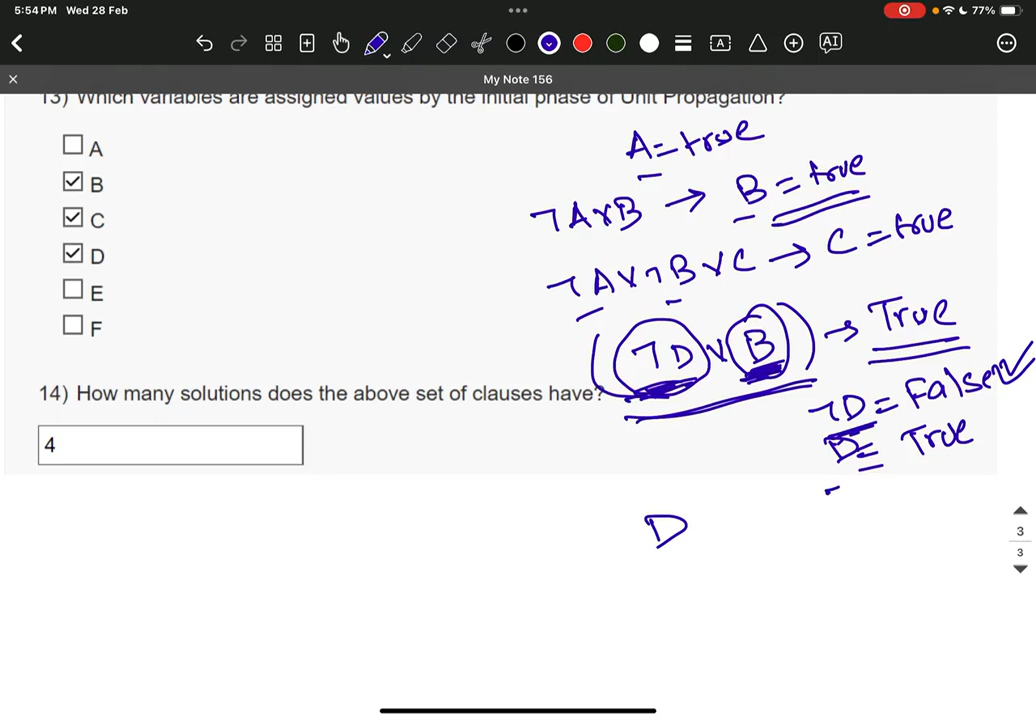 5:54 PM Wed 28 Feb
77%
A
AI
My Note 156
13) Which variables are assigned values by the initial phase of Unit Propagation?
A
B
C
D
E
F
A = true
¬A∨B → B = true
¬A∨¬B∨C → C = true
(¬D∨B) → True
¬D = False
D = True
14) How many solutions does the above set of clauses have?
4
D
3
3